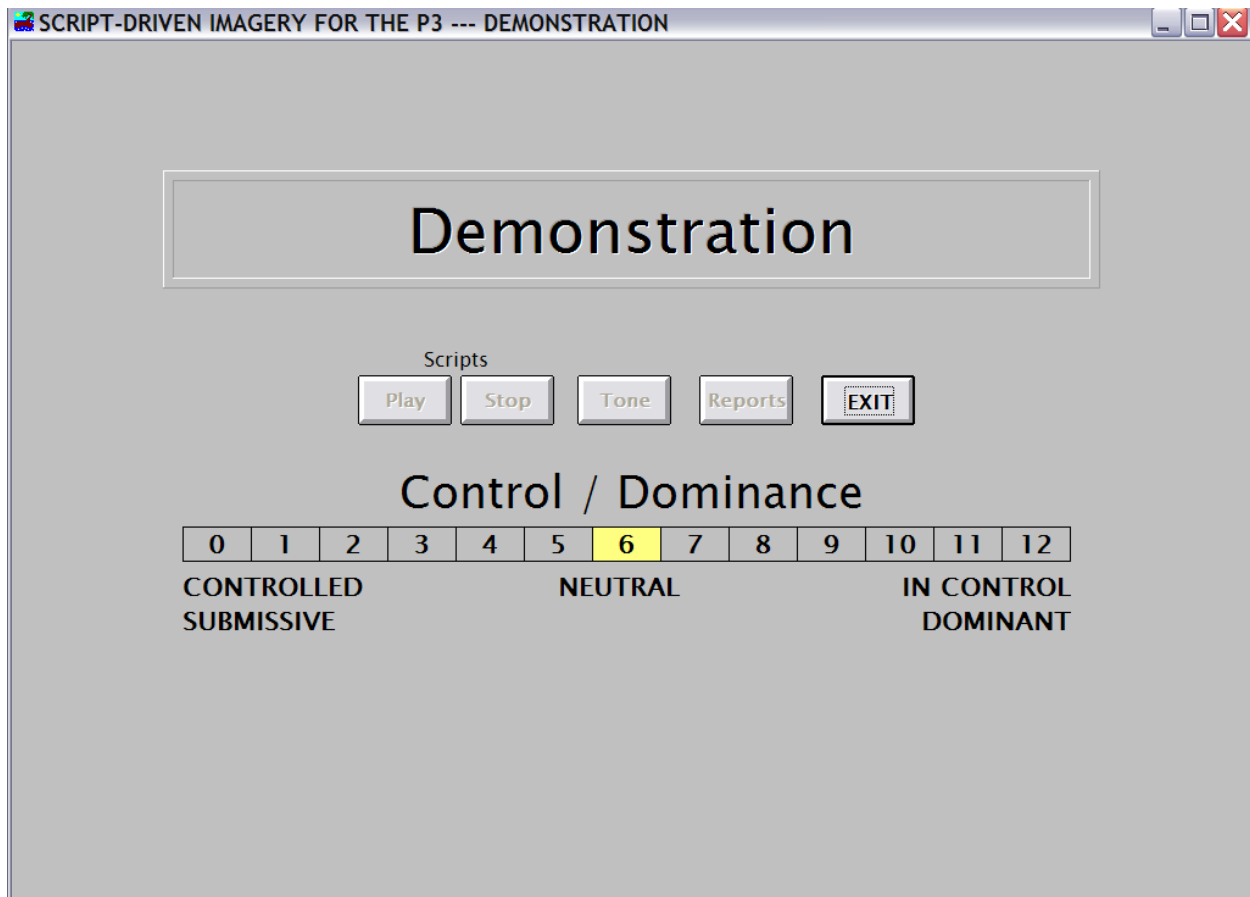 SCRIPT-DRIVEN IMAGERY FOR THE P3 --- DEMONSTRATION
Demonstration
Scripts
Play Stop Tone Reports EXIT
Control / Dominance
0 1 2 3 4 5 6 7 8 9 10 11 12
CONTROLLED NEUTRAL IN CONTROL
SUBMISSIVE DOMINANT